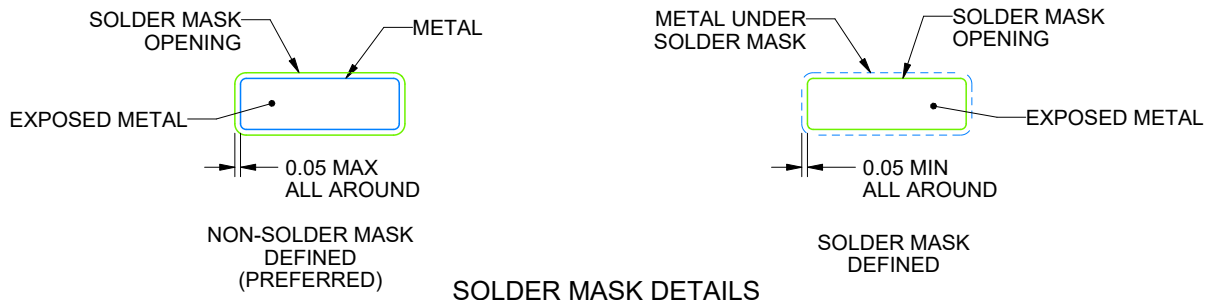 SOLDER MASK
OPENING
METAL
EXPOSED METAL
0.05 MAX
ALL AROUND
NON-SOLDER MASK
DEFINED
(PREFERRED)
METAL UNDER
SOLDER MASK
SOLDER MASK
OPENING
EXPOSED METAL
0.05 MIN
ALL AROUND
SOLDER MASK
DEFINED
SOLDER MASK DETAILS